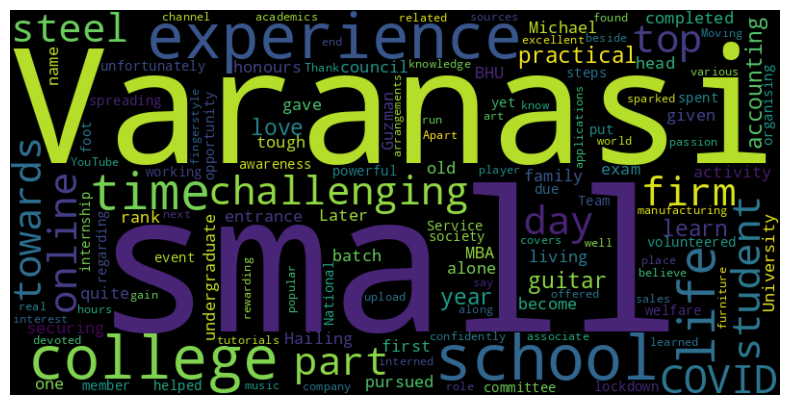 steel
experience
top
Varanasi
small
channel
academics
related
sources
found
completed
Michael
excellent
beside
Moving
name
unfortunately
end
honours
Thank
council
knowledge
practical
head
various
accounting
organising
spreading
opportunity
fingerstyle
gave
BHU
steps
yet
know
sparked
spent
applications
Guzman
arrangements
run
art
Apart
given
foot
love
tough
put
world
passion
YouTube
working
awareness
powerful
old
player
family
due
exam
activity
towards
online
time
challenging
day
firm
Team
manufacturing
learn
internship
regarding
rank
next
entrance
Later
event
undergraduate
Service
society
MBA
covers
well
volunteered
living
place
student
University
quite
batch
alone
guitar
believe
real
gain
hours
rewarding
popular
National
upload
year
say
along
become
offered
sales
welfare
furniture
life
interest
securing
devoted
tutorials
Hailing
first
confidently
associate
learned
college
part
school
COVID
pursued
interned
one
member
helped
music
company
role
committee
lockdown